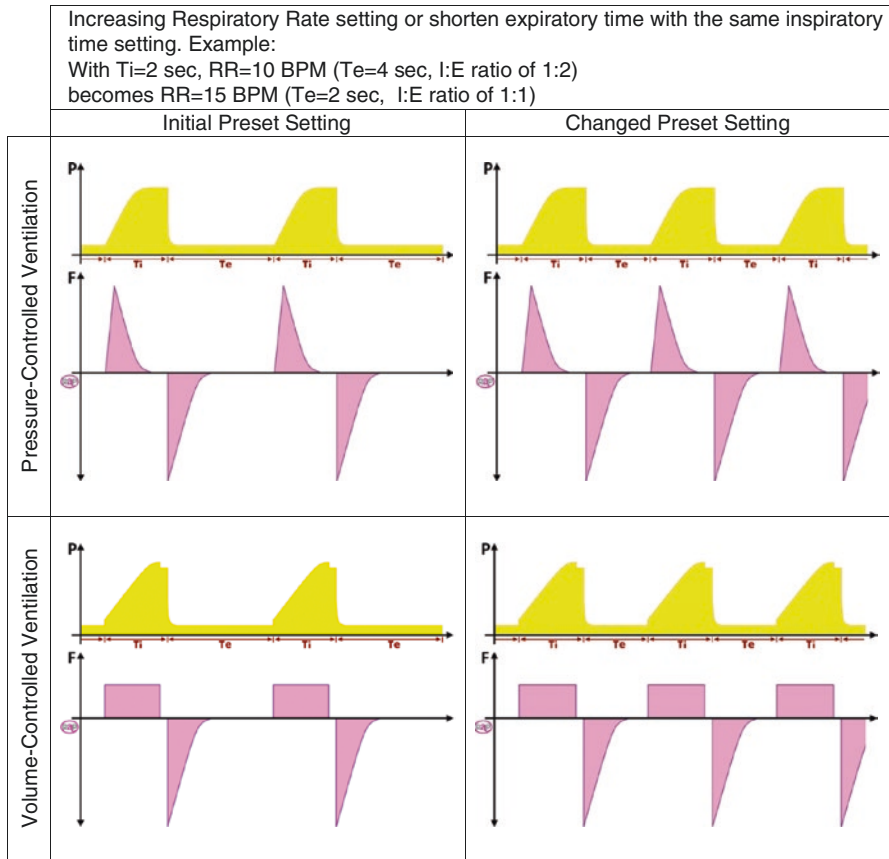 Increasing Respiratory Rate setting or shorten expiratory time with the same inspiratory
time setting. Example:
With Ti=2 sec, RR=10 BPM (Te=4 sec, I:E ratio of 1:2)
becomes RR=15 BPM (Te=2 sec, I:E ratio of 1:1)
Initial Preset Setting
Changed Preset Setting
Pressure-Controlled Ventilation
P
Ti Te Ti Te
F
P
Ti Te Ti Te Ti
F
Volume-Controlled Ventilation
P
Ti Te Ti Te
F
P
Ti Te Ti Te Ti
F